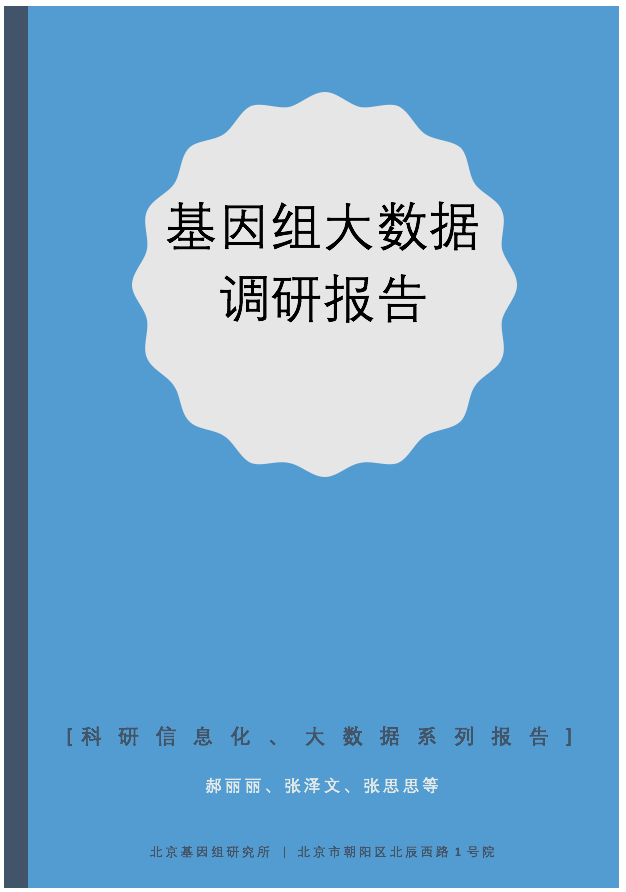 基因组大数据
调研报告
[科研信息化、大数据系列报告]
郝丽丽、张泽文、张思思等
北京基因组研究所 | 北京市朝阳区北辰西路1号院